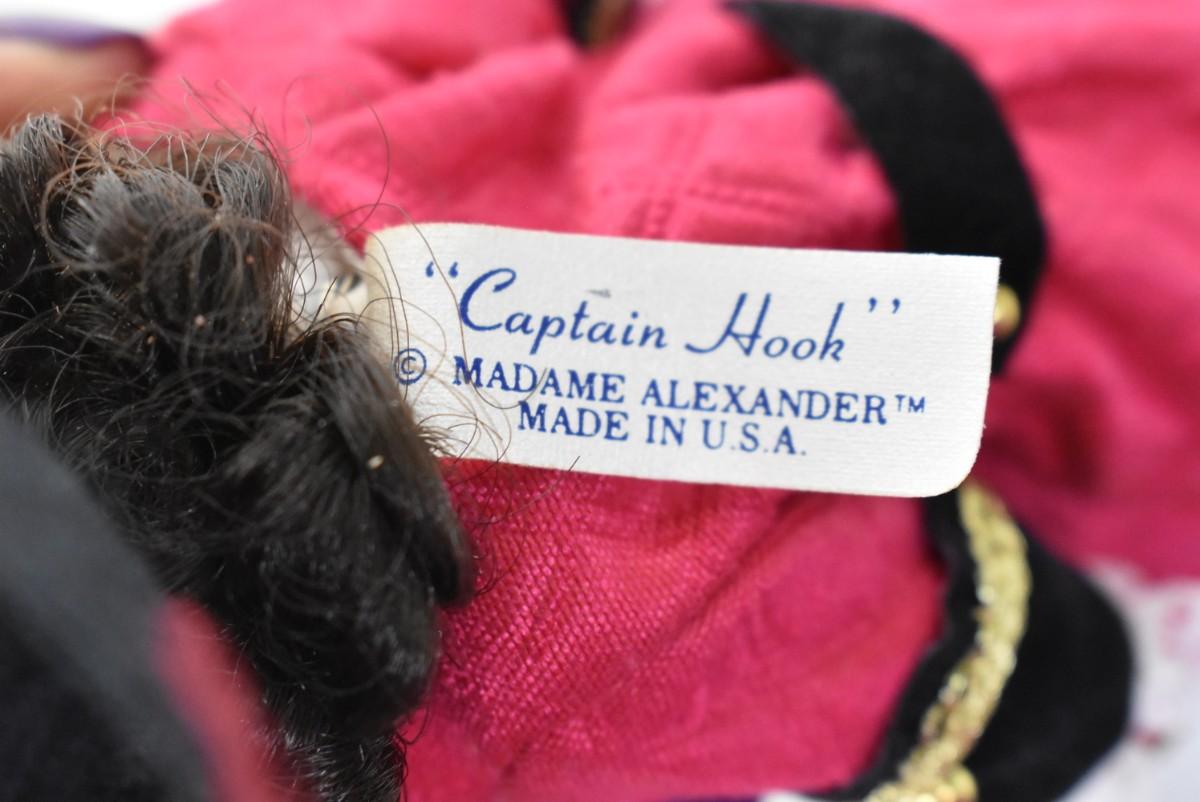 “Captain Hook”
© MADAME ALEXANDER™
MADE IN U.S.A.